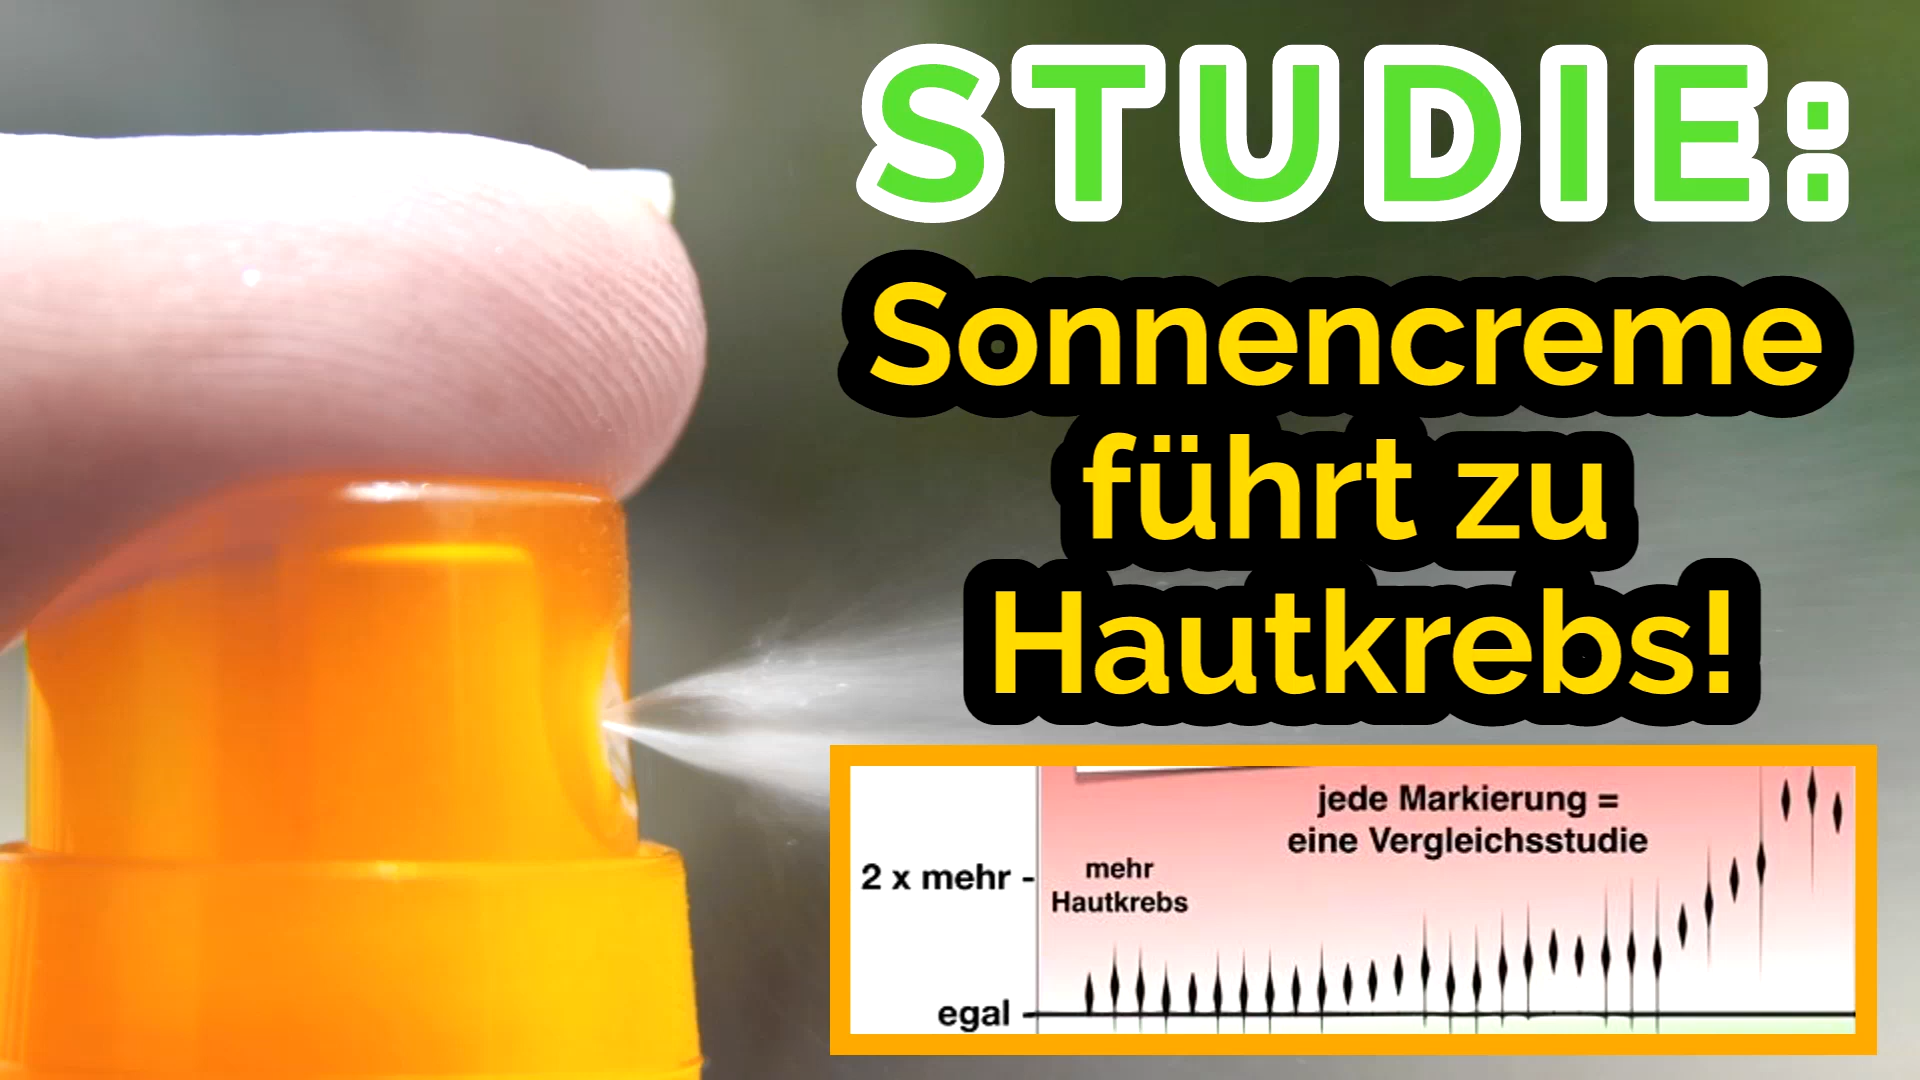 STUDIE:
Sonnencreme
führt zu
Hautkrebs!
jede Markierung =
eine Vergleichsstudie
mehr
Hautkrebs
2 x mehr -
egal -